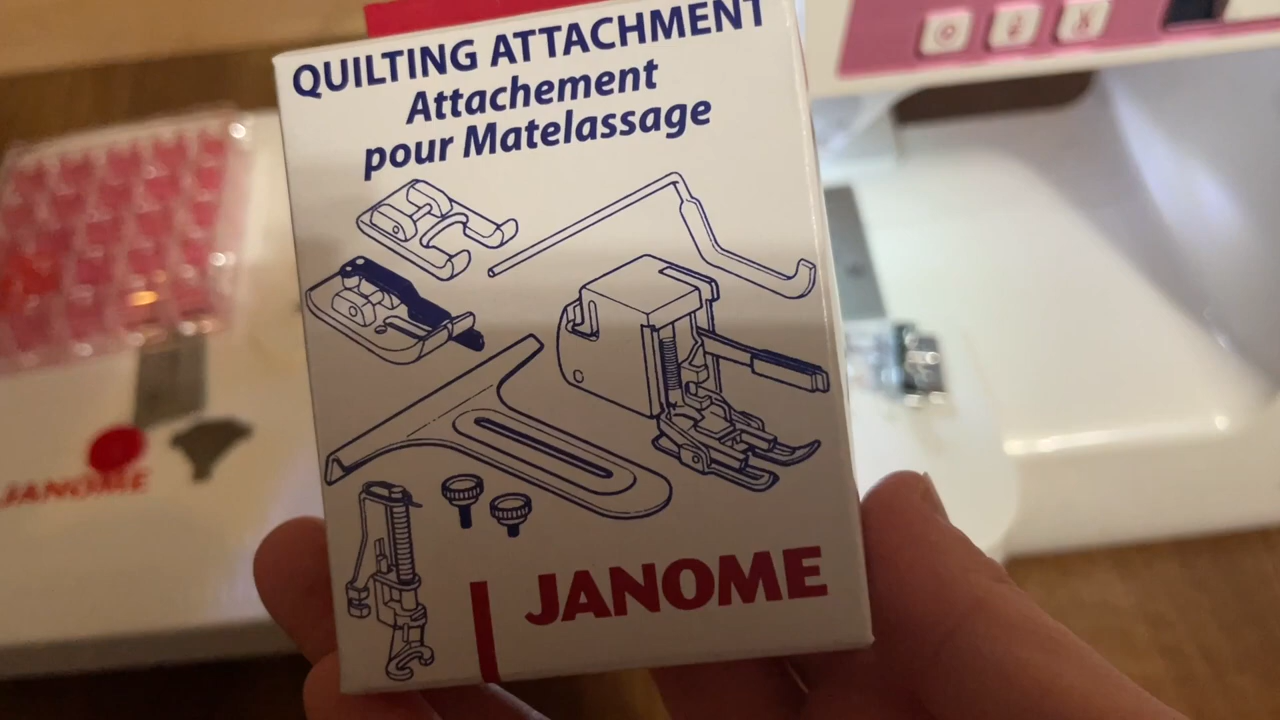 QUILTING ATTACHMENT
Attachement
pour Matelassage
JANOME
JANOME